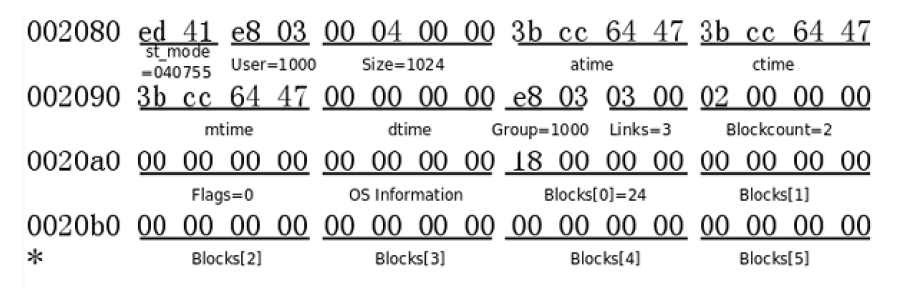 002080 ed 41 e8 03 00 04 00 00 3b cc 64 47 3b cc 64 47
st_mode
=040755 User=1000 Size=1024 atime ctime
002090 3b cc 64 47 00 00 00 00 e8 03 03 00 02 00 00 00
mtime dtime Group=1000 Links=3 Blockcount=2
0020a0 00 00 00 00 00 00 00 00 18 00 00 00 00 00 00 00
Flags=0 OS Information Blocks[0]=24 Blocks[1]
0020b0 00 00 00 00 00 00 00 00 00 00 00 00 00 00 00 00
* Blocks[2] Blocks[3] Blocks[4] Blocks[5]